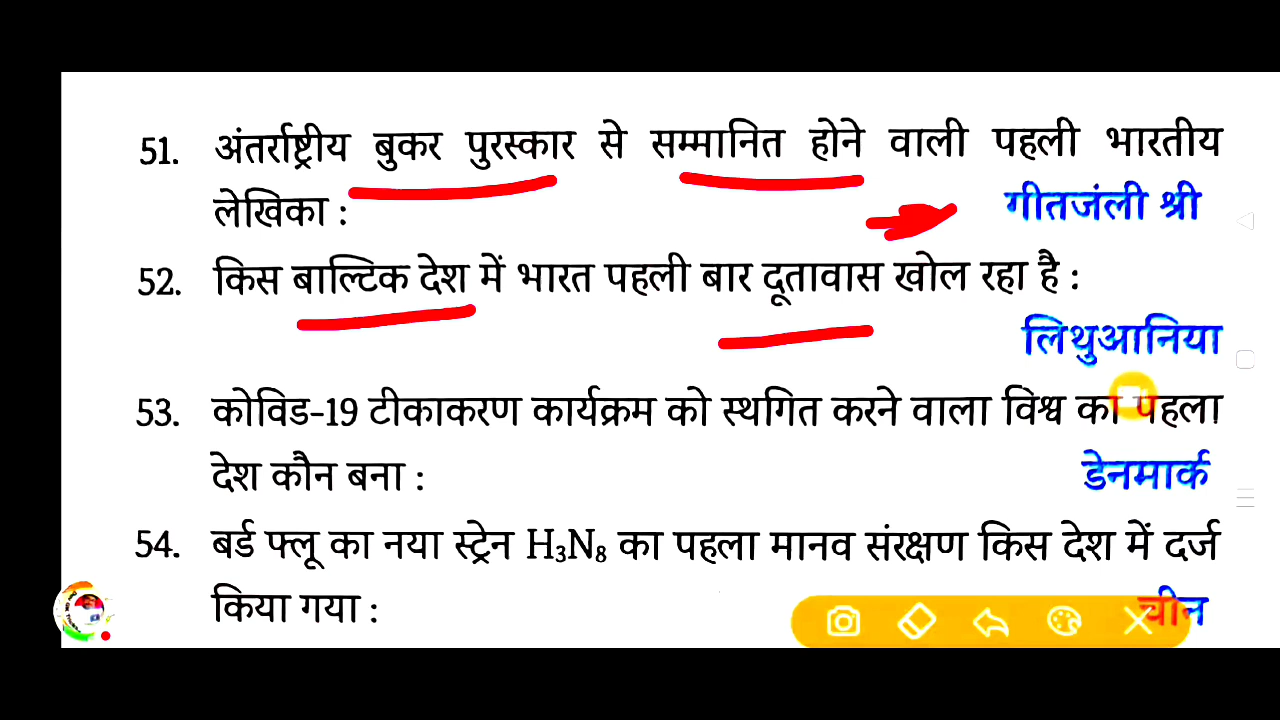 51. अंतर्राष्ट्रीय बुकर पुरस्कार से सम्मानित होने वाली पहली भारतीय
लेखिका : गीतजंली श्री
52. किस बाल्टिक देश में भारत पहली बार दूतावास खोल रहा है :
लिथुआनिया
53. कोविड-19 टीकाकरण कार्यक्रम को स्थगित करने वाला विश्व का पहला
देश कौन बना : डेनमार्क
54. बर्ड फ्लू का नया स्ट्रेन H₃N₈ का पहला मानव संरक्षण किस देश में दर्ज
किया गया : चीन